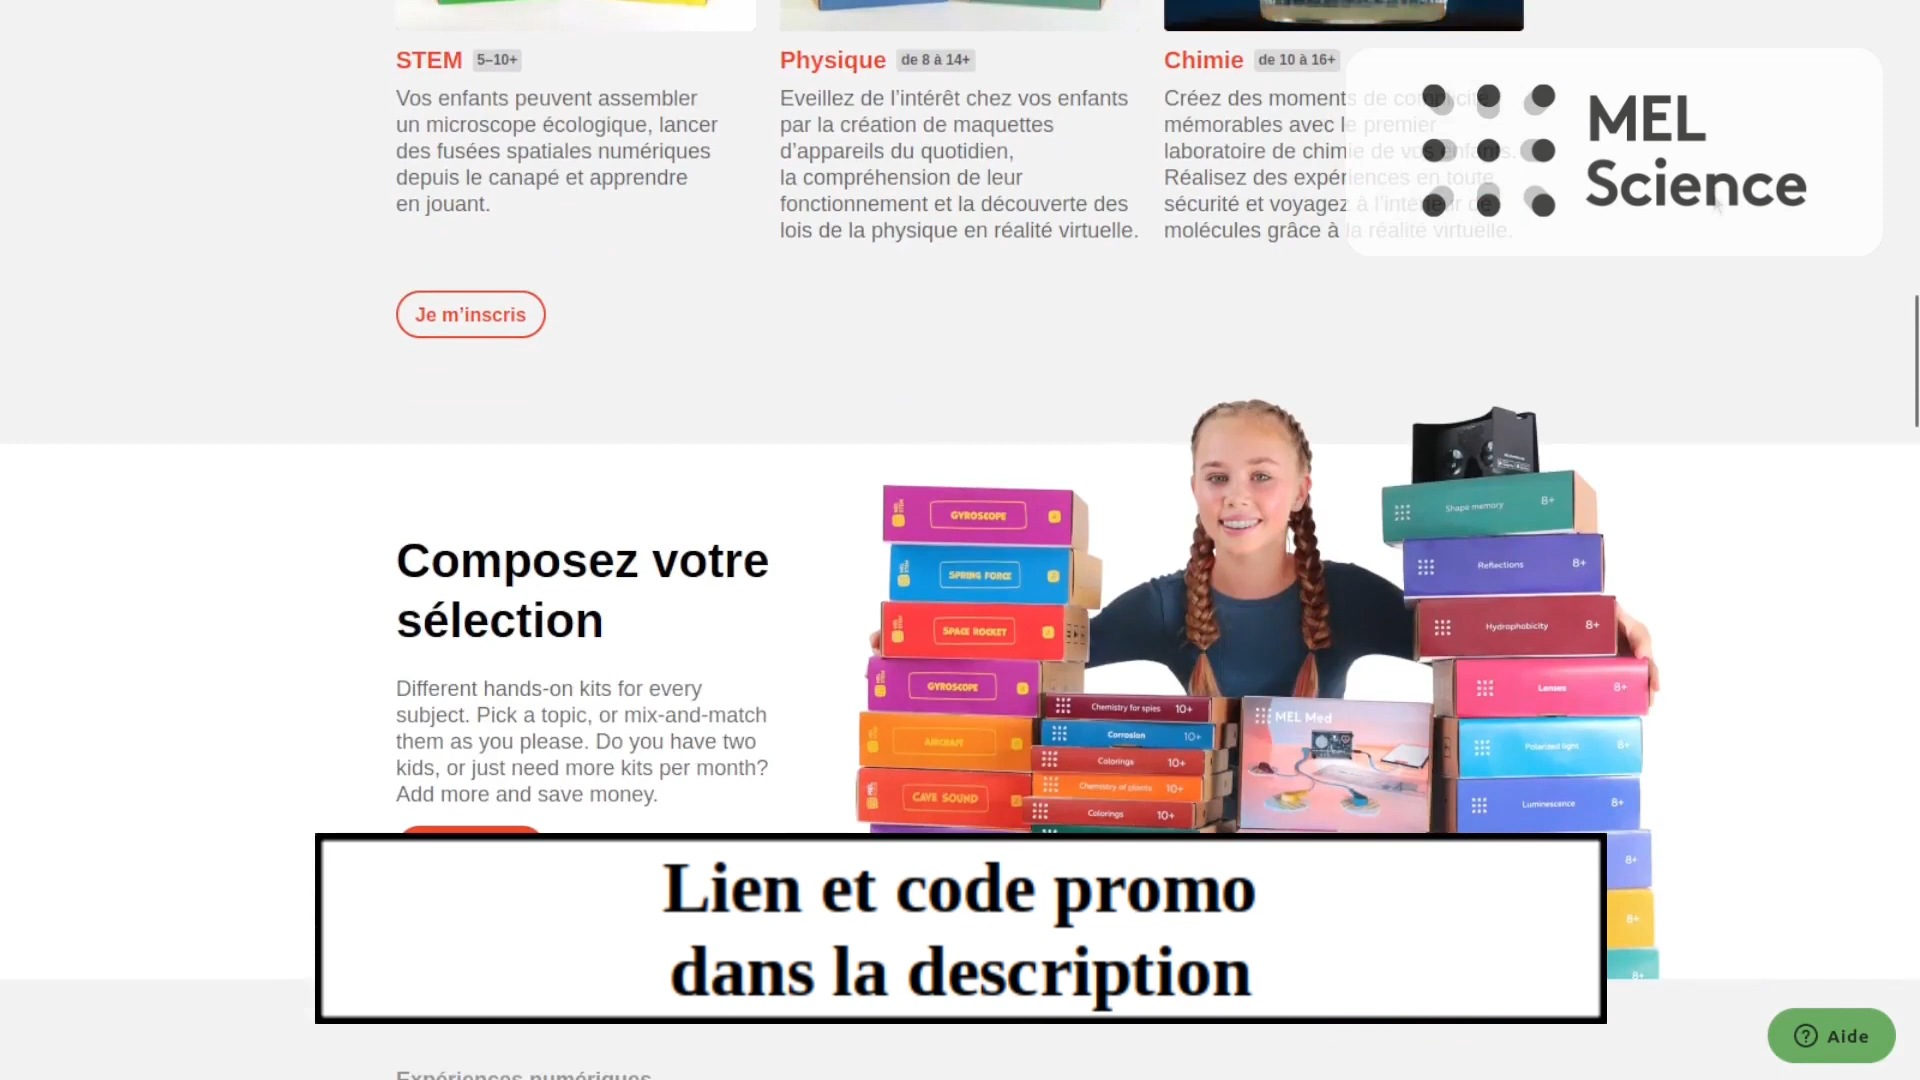 STEM 5–10+
Vos enfants peuvent assembler
un microscope écologique, lancer
des fusées spatiales numériques
depuis le canapé et apprendre
en jouant.
Physique de 8 à 14+
Eveillez de l’intérêt chez vos enfants
par la création de maquettes
d’appareils du quotidien,
la compréhension de leur
fonctionnement et la découverte des
lois de la physique en réalité virtuelle.
Chimie de 10 à 16+
Créez des moments de complicité
mémorables avec le premier
laboratoire de chimie de vos enfants.
Réalisez des expériences en toute
sécurité et voyagez à l’intérieur de
molécules grâce à la réalité virtuelle.
MEL
Science
Je m’inscris
Composez votre
sélection
Different hands-on kits for every
subject. Pick a topic, or mix-and-match
them as you please. Do you have two
kids, or just need more kits per month?
Add more and save money.
GYROSCOPE
SPRING FORCE
SPACE ROCKET
GYROSCOPE
AIRCRAFT
CAVE SOUND
Chemistry for spies 10+
Corrosion 10+
Colorings 10+
Chemistry of plants 10+
Colorings 10+
MEL Med
Shape memory 8+
Reflections 8+
Hydrophobicity 8+
Lenses 8+
Polarized light 8+
Luminescence 8+
8+
8+
8+
Lien et code promo
dans la description
Aide
Expériences numériques